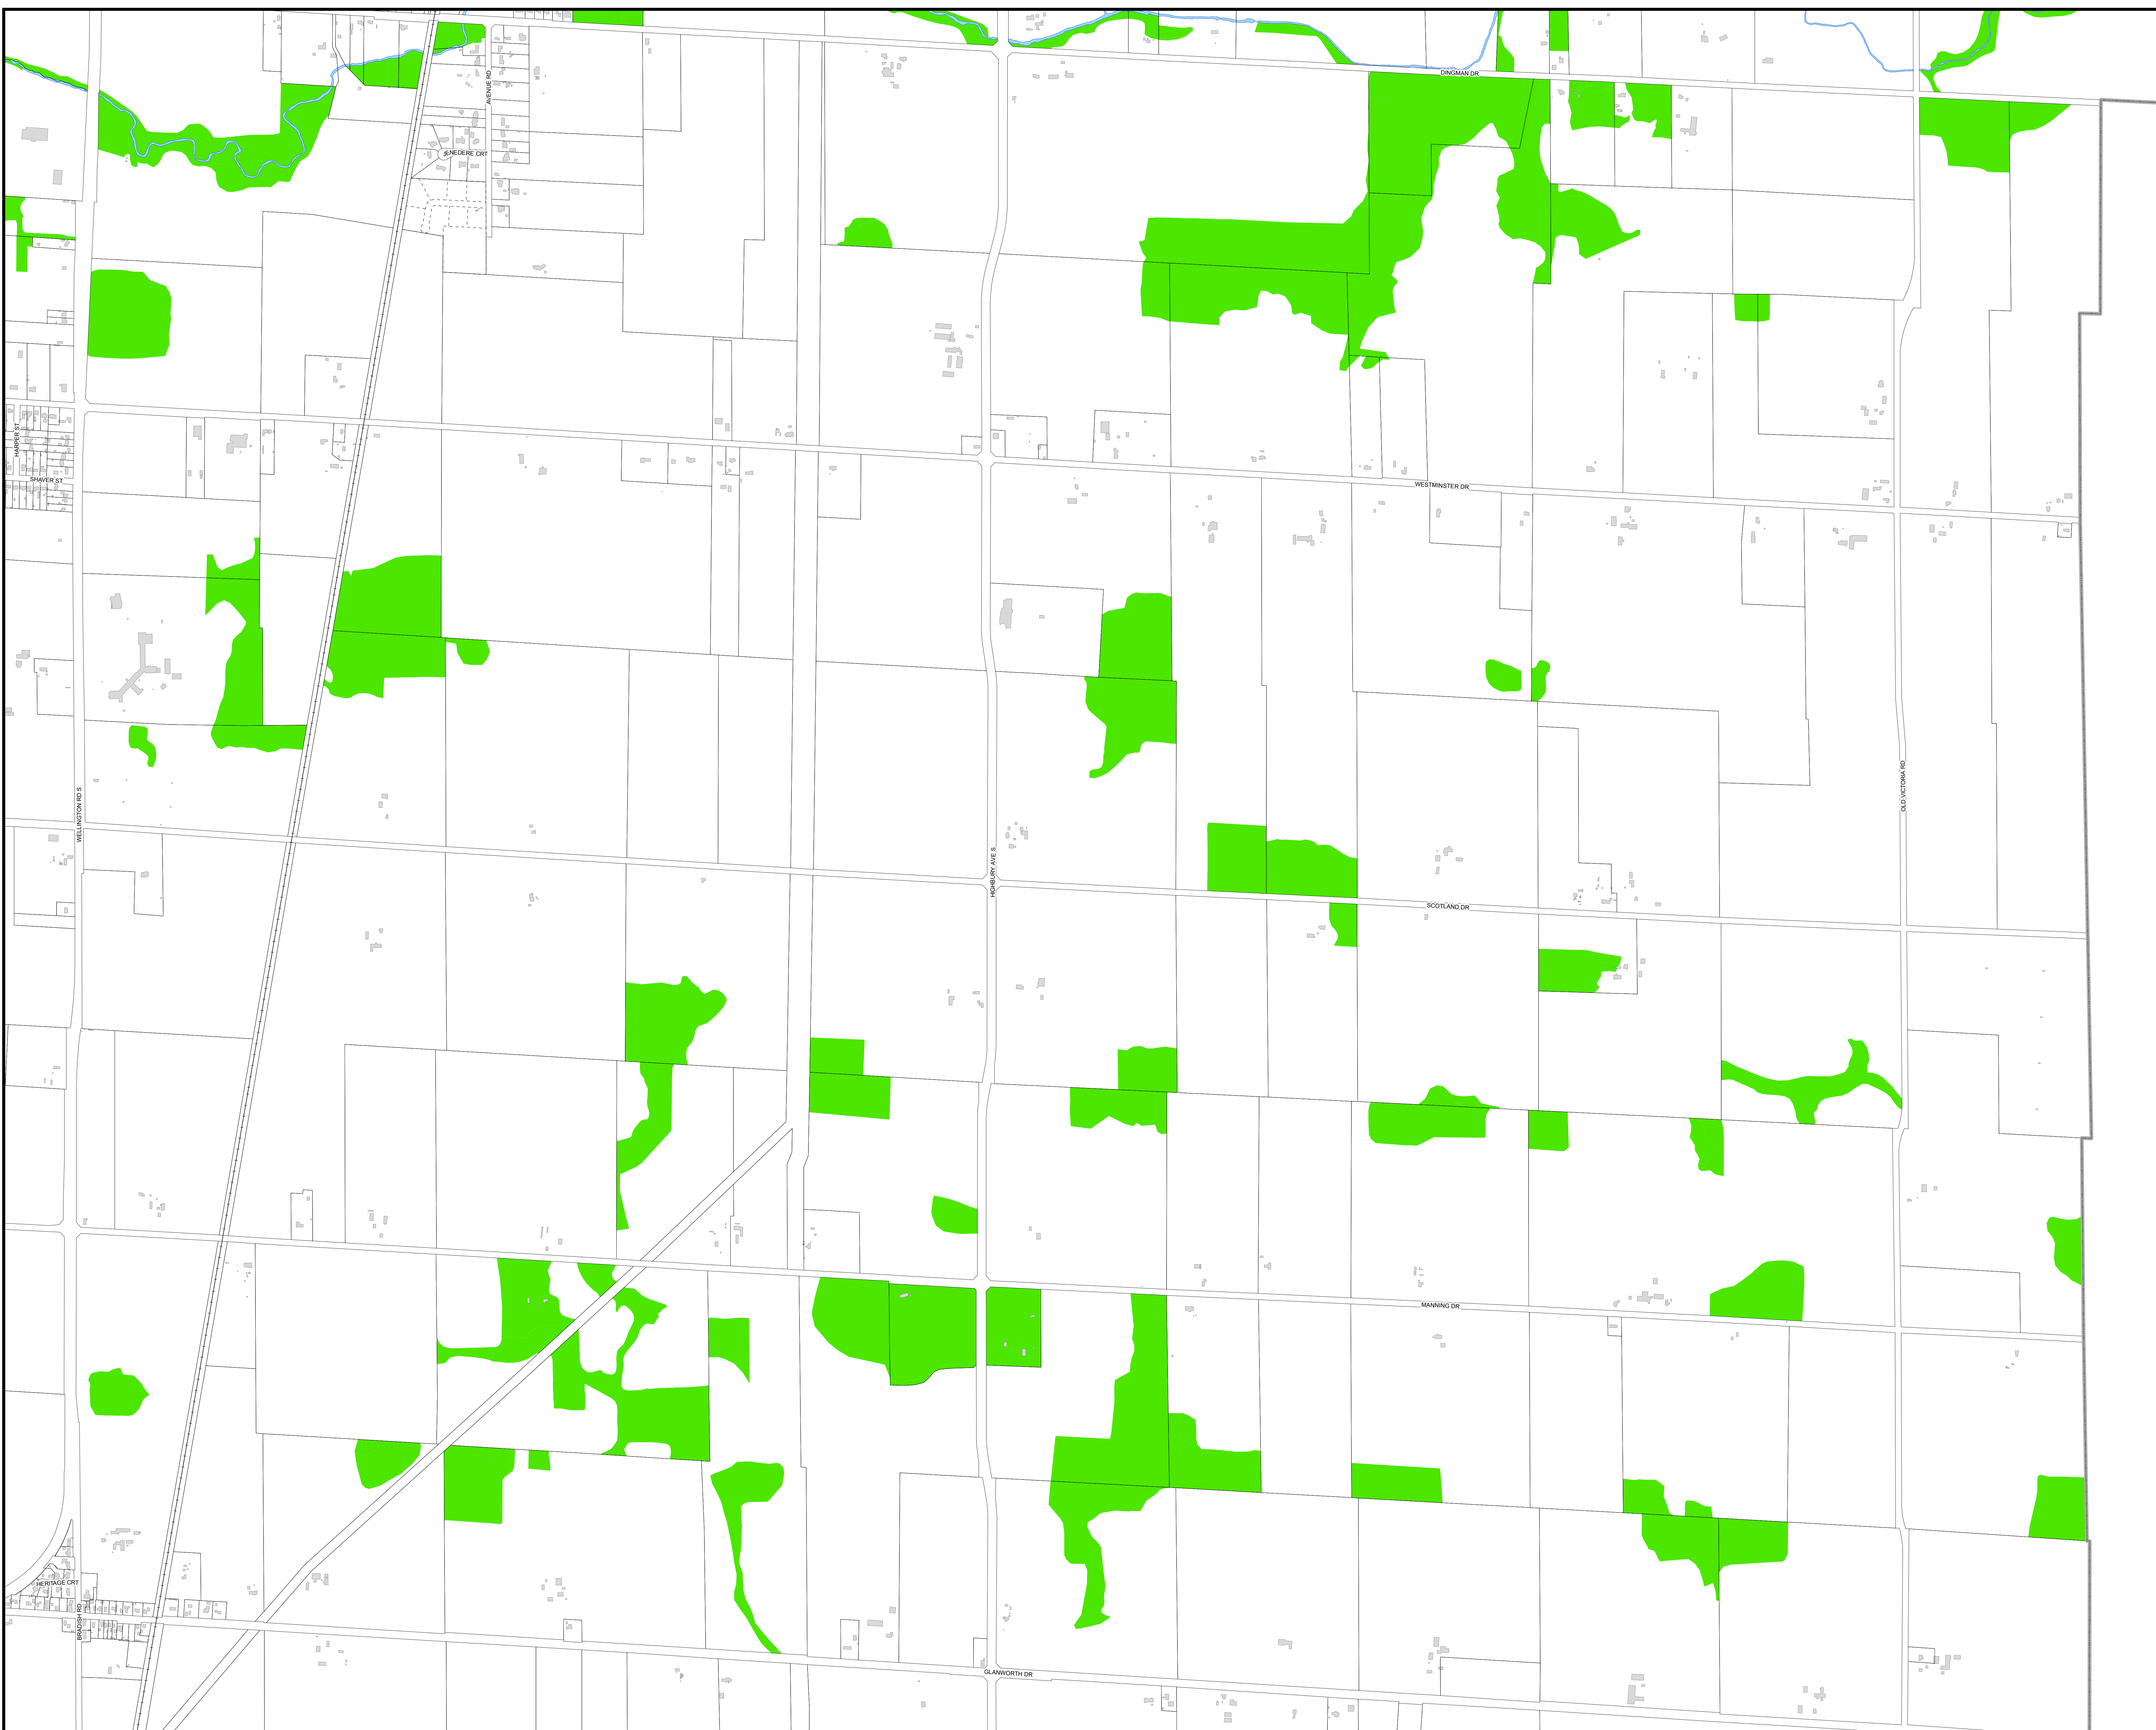 DINGMAN DR
AVENUE RD
ENEDERE CRT
HARPER ST
SHAVER ST
WESTMINSTER DR
WELLINGTON RD S
OLD VICTORIA RD
HIGHBURY AVE S
SCOTLAND DR
MANNING DR
HERITAGE CRT
BRADISH RD
GLANWORTH DR